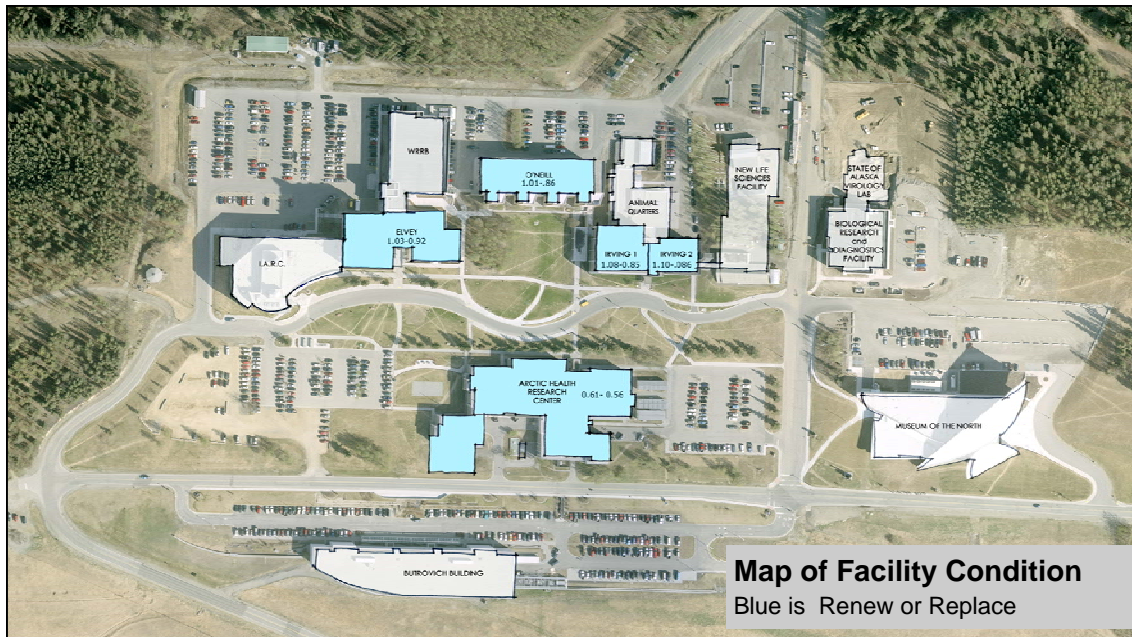 WRRB
O'NEILL
1.01-.86
NEW LIFE
SCIENCES
FACILITY
STATE OF
ALASKA
VIROLOGY
LAB
ANIMAL
QUARTERS
BIOLOGICAL
RESEARCH
and
DIAGNOSTICS
FACILITY
ELVEY
1.03-0.92
I.A.R.C.
IRVING 1
1.08-0.85
IRVING 2
1.10-.086
ARCTIC HEALTH
RESEARCH
CENTER
0.61- 0.56
MUSEUM OF THE NORTH
BUTROVICH BUILDING
Map of Facility Condition
Blue is Renew or Replace